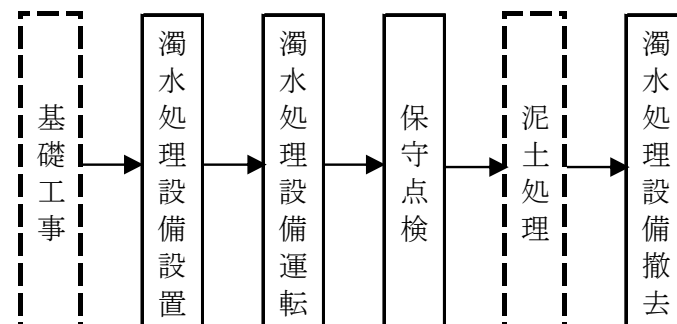 基礎工事
濁水処理設備設置
濁水処理設備運転
保守点検
泥土処理
濁水処理設備撤去